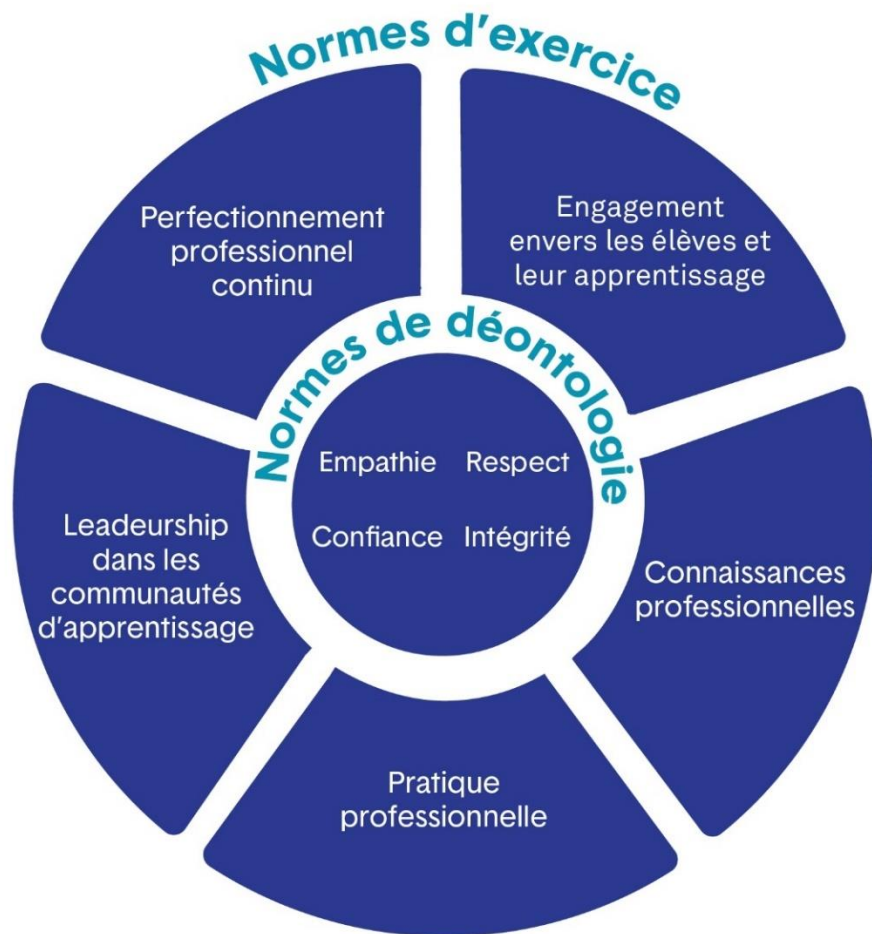 Normes d'exercice
Perfectionnement
professionnel
continu
Engagement
envers les élèves et
leur apprentissage
Normes de déontologie
Empathie Respect
Confiance Intégrité
Leadeurship
dans les
communautés
d'apprentissage
Connaissances
professionnelles
Pratique
professionnelle